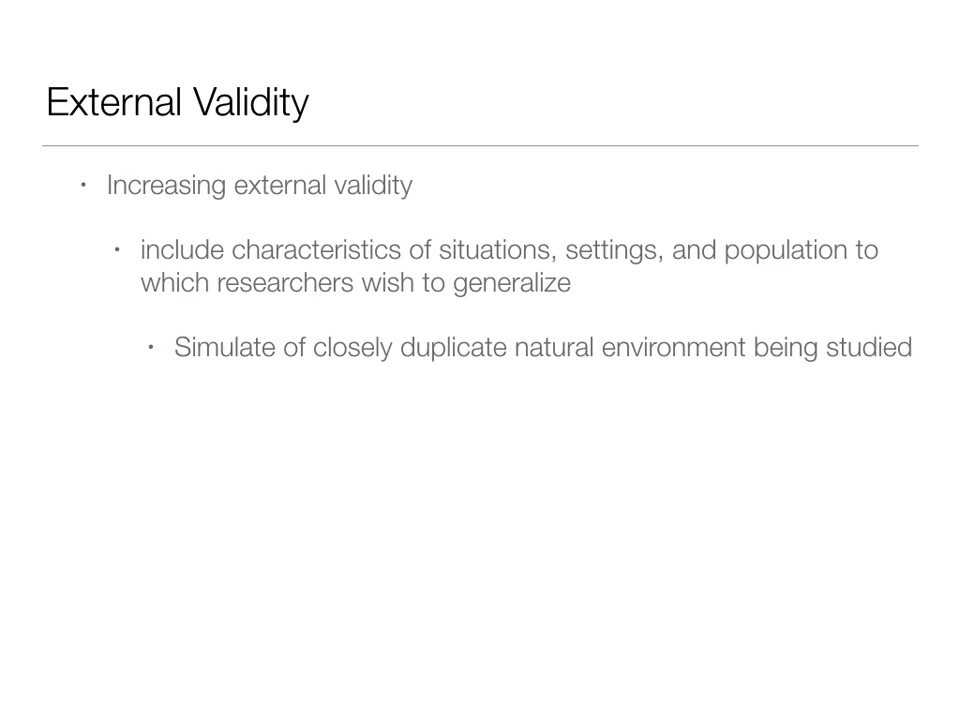 External Validity
• Increasing external validity
• include characteristics of situations, settings, and population to
which researchers wish to generalize
• Simulate of closely duplicate natural environment being studied